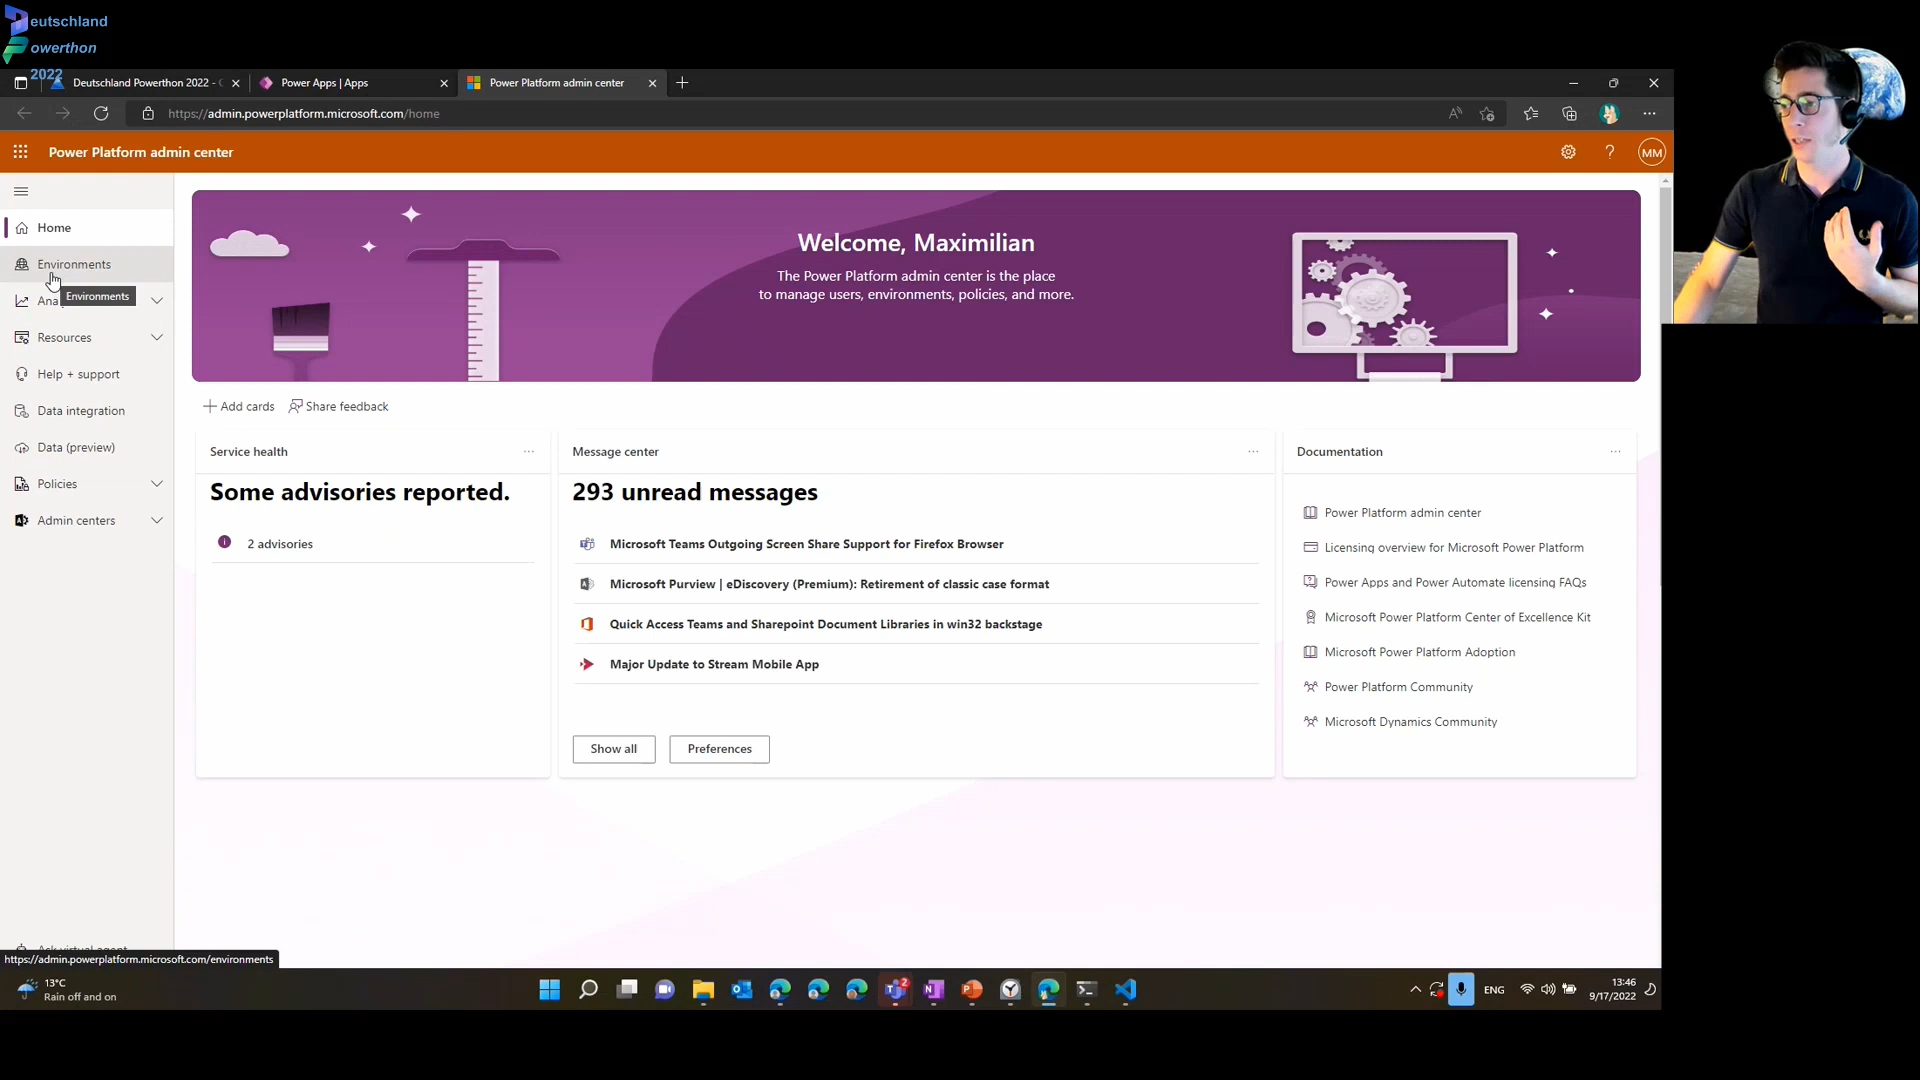 Deutschland
Powerthon
2022
Deutschland Powerthon 2022 -
Power Apps | Apps
Power Platform admin center
https://admin.powerplatform.microsoft.com/home
Power Platform admin center
MM
Home
Environments
Environments
Resources
Help + support
Data integration
Data (preview)
Policies
Admin centers
Welcome, Maximilian
The Power Platform admin center is the place
to manage users, environments, policies, and more.
Add cards
Share feedback
Service health
Some advisories reported.
2 advisories
Message center
293 unread messages
Microsoft Teams Outgoing Screen Share Support for Firefox Browser
Microsoft Purview | eDiscovery (Premium): Retirement of classic case format
Quick Access Teams and Sharepoint Document Libraries in win32 backstage
Major Update to Stream Mobile App
Show all
Preferences
Documentation
Power Platform admin center
Licensing overview for Microsoft Power Platform
Power Apps and Power Automate licensing FAQs
Microsoft Power Platform Center of Excellence Kit
Microsoft Power Platform Adoption
Power Platform Community
Microsoft Dynamics Community
Ask virtual agent
https://admin.powerplatform.microsoft.com/environments
13°C
Rain off and on
2
ENG
13:46
9/17/2022